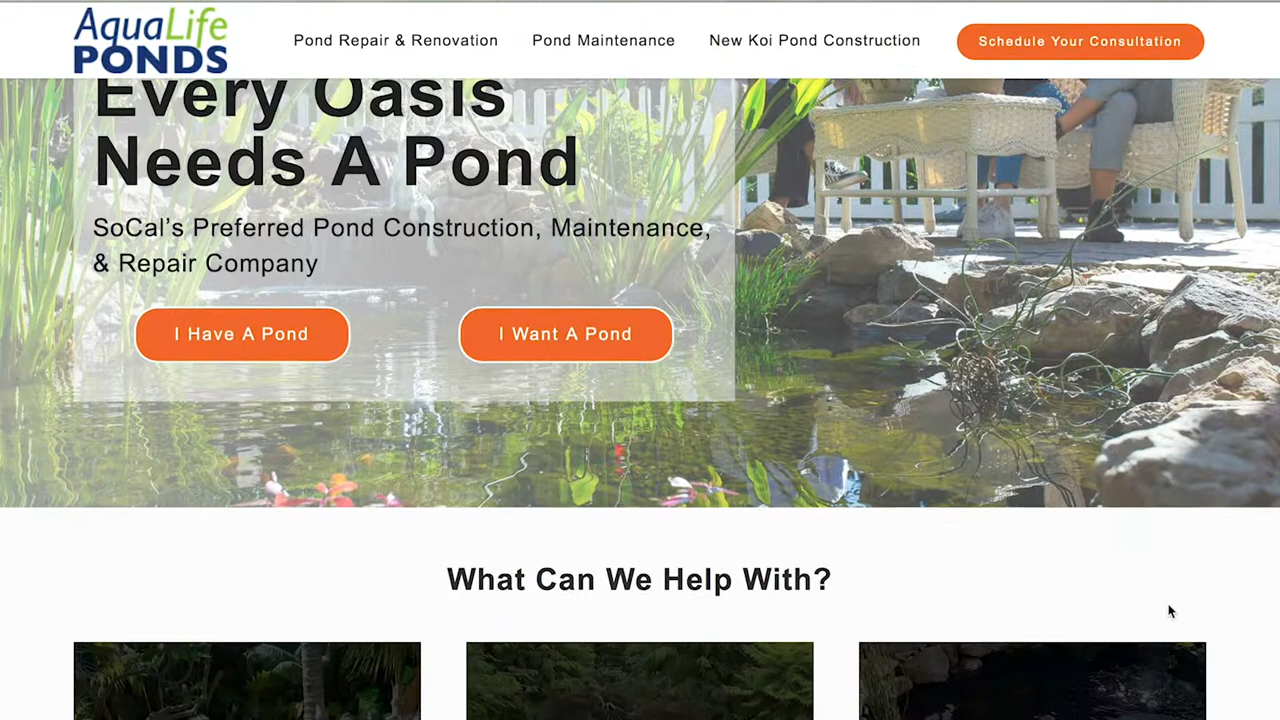 AquaLife
PONDS
Pond Repair & Renovation
Pond Maintenance
New Koi Pond Construction
Schedule Your Consultation
Every Oasis
Needs A Pond
SoCal’s Preferred Pond Construction, Maintenance,
& Repair Company
I Have A Pond
I Want A Pond
What Can We Help With?